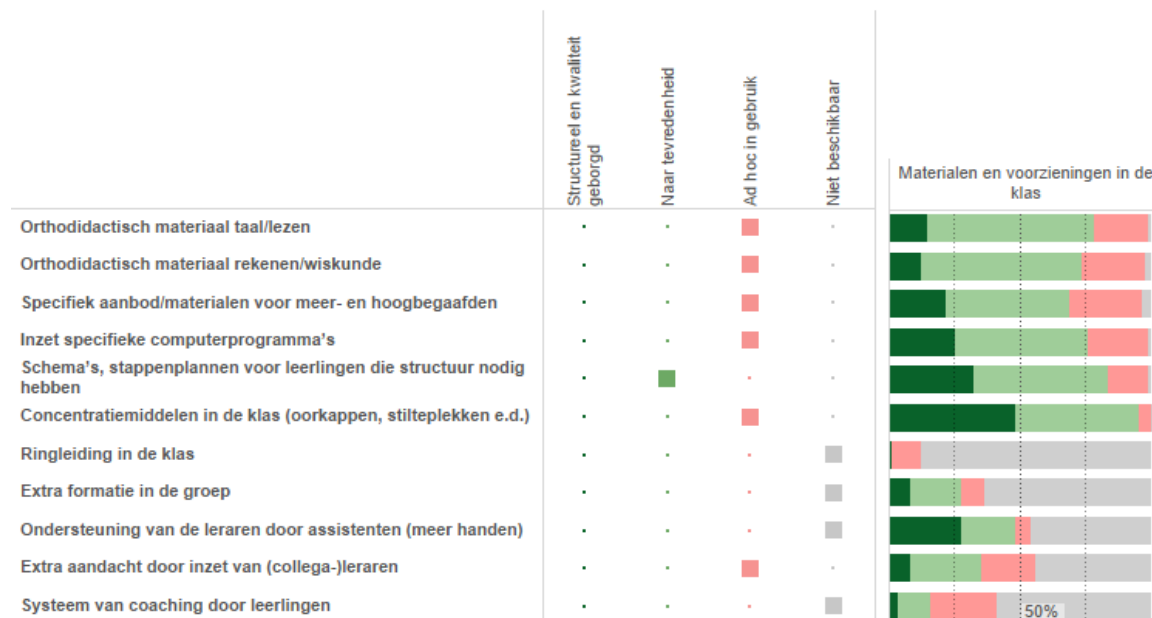 Structureel en kwaliteit
geborgd
Naar tevredenheid
Ad hoc in gebruik
Niet beschikbaar
Materialen en voorzieningen in de
klas
Orthodidactisch materiaal taal/lezen
Orthodidactisch materiaal rekenen/wiskunde
Specifiek aanbod/materialen voor meer- en hoogbegaafden
Inzet specifieke computerprogramma's
Schema's, stappenplannen voor leerlingen die structuur nodig
hebben
Concentratiemiddelen in de klas (oorkappen, stilteplekken e.d.)
Ringleiding in de klas
Extra formatie in de groep
Ondersteuning van de leraren door assistenten (meer handen)
Extra aandacht door inzet van (collega-)leraren
Systeem van coaching door leerlingen
50%